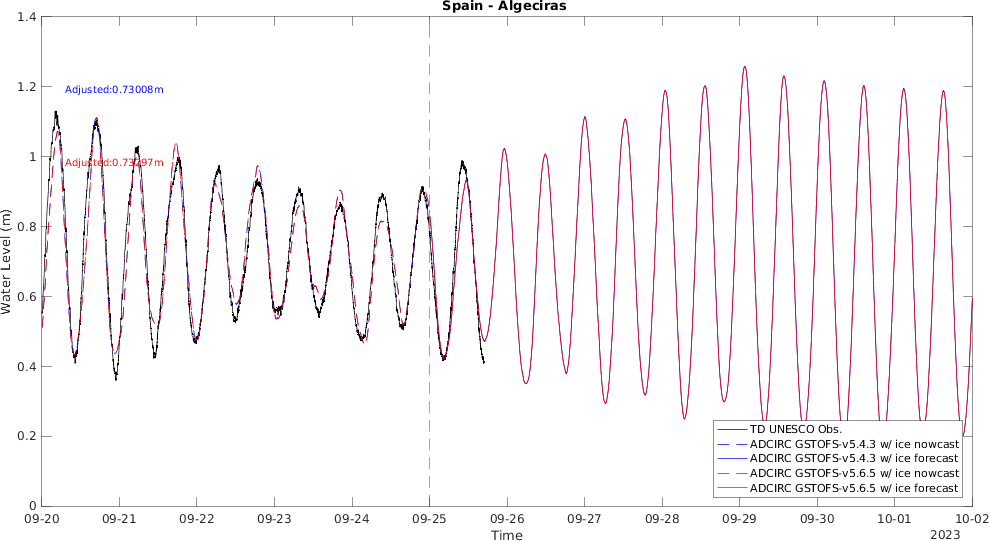 Spain - Algeciras
1.4
1.2
1
0.8
0.6
0.4
0.2
0
Water Level (m)
Adjusted:0.73008m
Adjusted:0.73297m
TD UNESCO Obs.
ADCIRC GSTOFS-v5.4.3 w/ ice nowcast
ADCIRC GSTOFS-v5.4.3 w/ ice forecast
ADCIRC GSTOFS-v5.6.5 w/ ice nowcast
ADCIRC GSTOFS-v5.6.5 w/ ice forecast
09-20 09-21 09-22 09-23 09-24 09-25 09-26 09-27 09-28 09-29 09-30 10-01 10-02
Time
2023